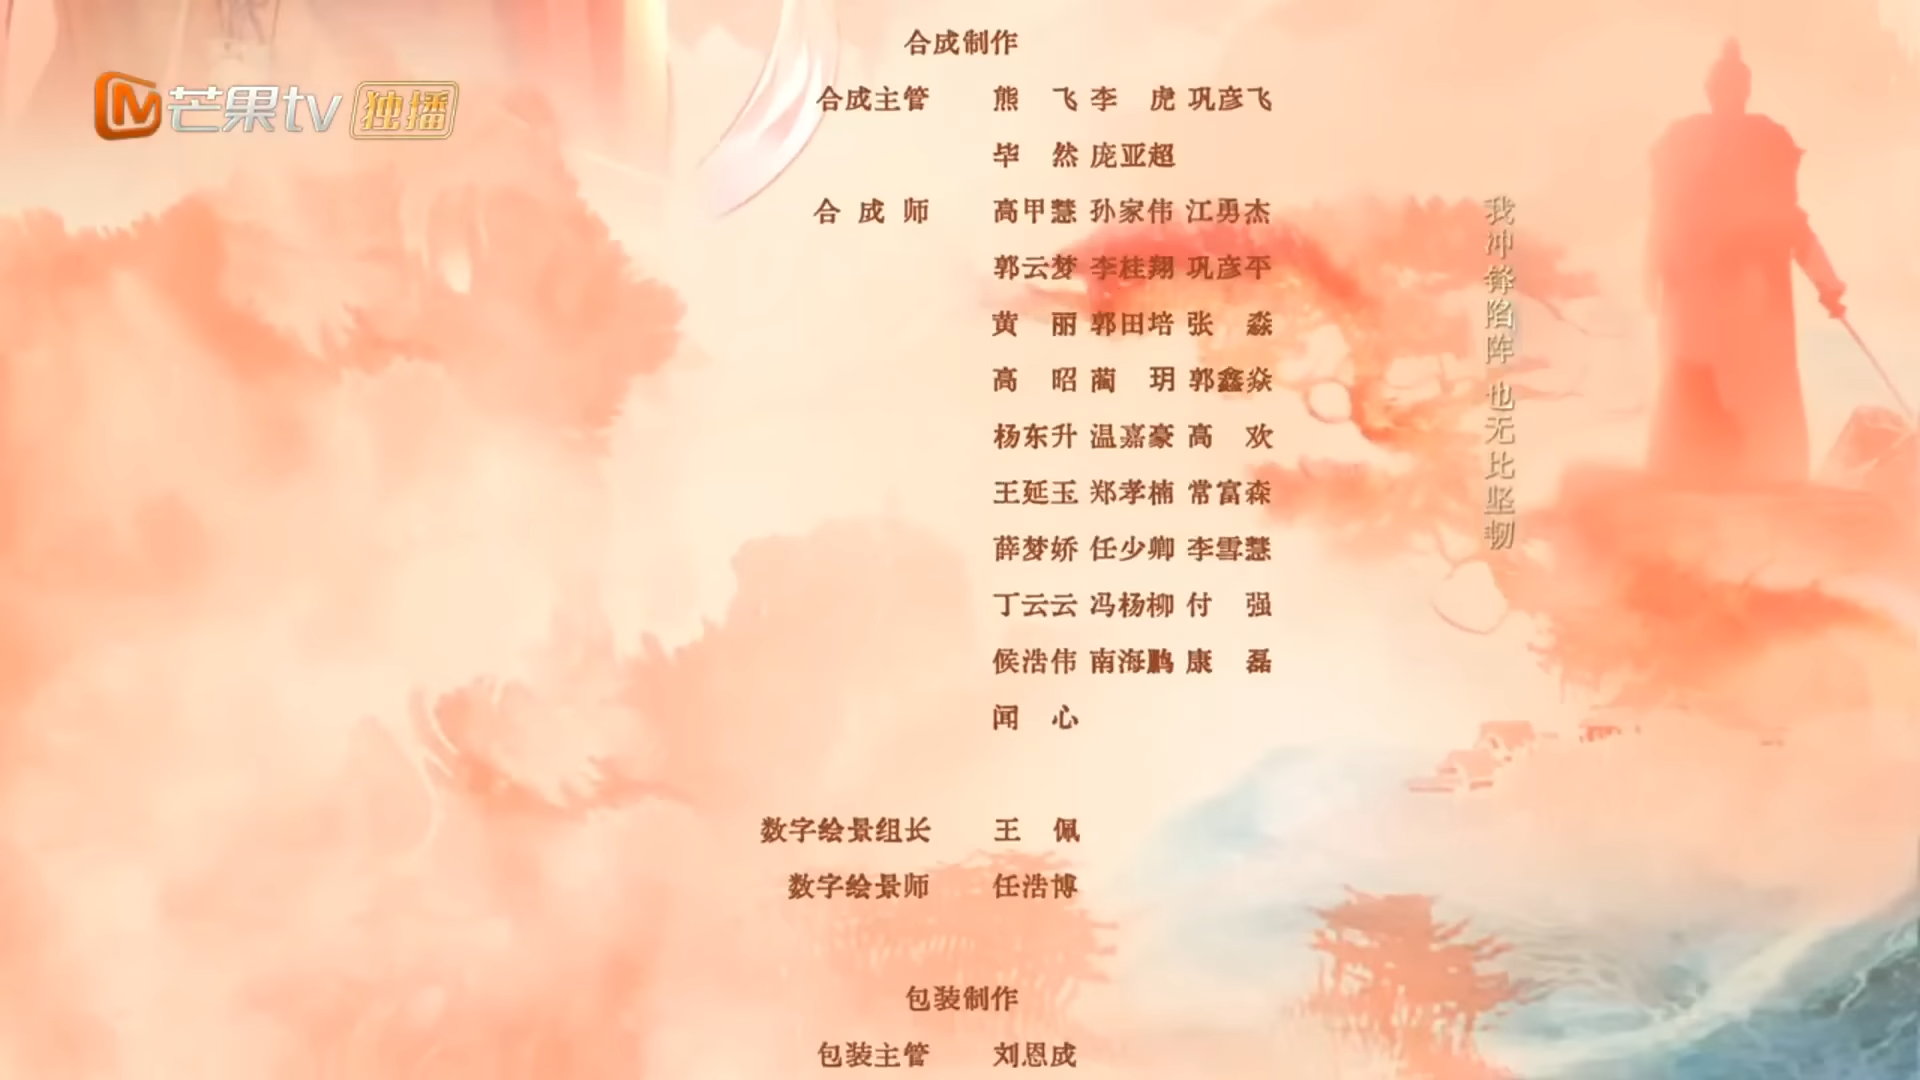 芒果tv 独播
合成制作
合成主管 熊 飞 李 虎 巩彦飞
毕 然 庞亚超
合成师 高甲慧 孙家伟 江勇杰
郭云梦 李桂翔 巩彦平
黄 丽 郭田培 张 淼
高 昭 蔺 玥 郭鑫焱
杨东升 温嘉豪 高 欢
王延玉 郑孝楠 常富森
薛梦娇 任少卿 李雪慧
丁云云 冯杨柳 付 强
侯浩伟 南海鹏 康 磊
闻 心
数字绘景组长 王 佩
数字绘景师 任浩博
包装制作
包装主管 刘恩成
我冲锋陷阵 也无比坚韧